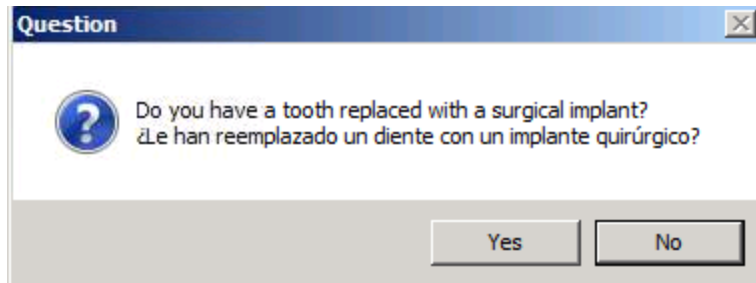 Question
Do you have a tooth replaced with a surgical implant?
¿Le han reemplazado un diente con un implante quirúrgico?
Yes
No